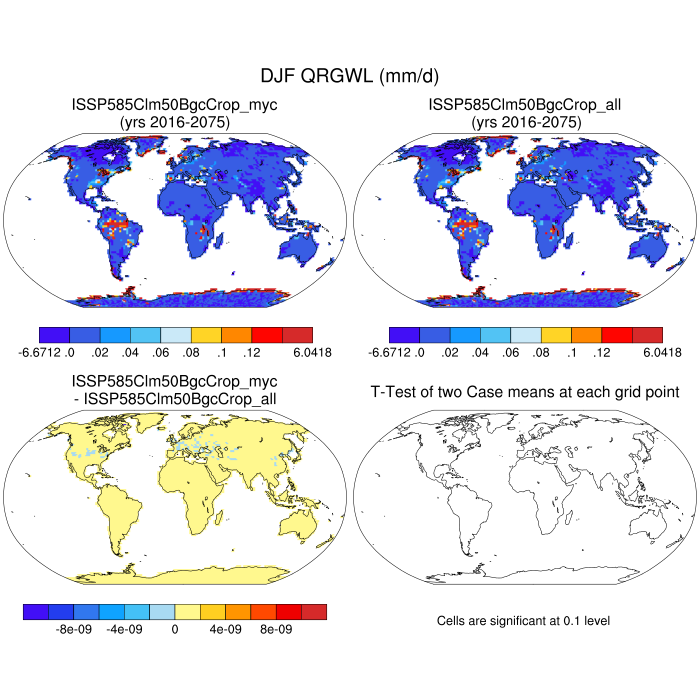 DJF QRGWL (mm/d)
ISSP585Clm50BgcCrop_myc
(yrs 2016-2075)
ISSP585Clm50BgcCrop_all
(yrs 2016-2075)
-6.6712 .0 .02 .04 .06 .08 .1 .12 6.0418
-6.6712 .0 .02 .04 .06 .08 .1 .12 6.0418
ISSP585Clm50BgcCrop_myc
- ISSP585Clm50BgcCrop_all
T-Test of two Case means at each grid point
-8e-09 -4e-09 0 4e-09 8e-09
Cells are significant at 0.1 level